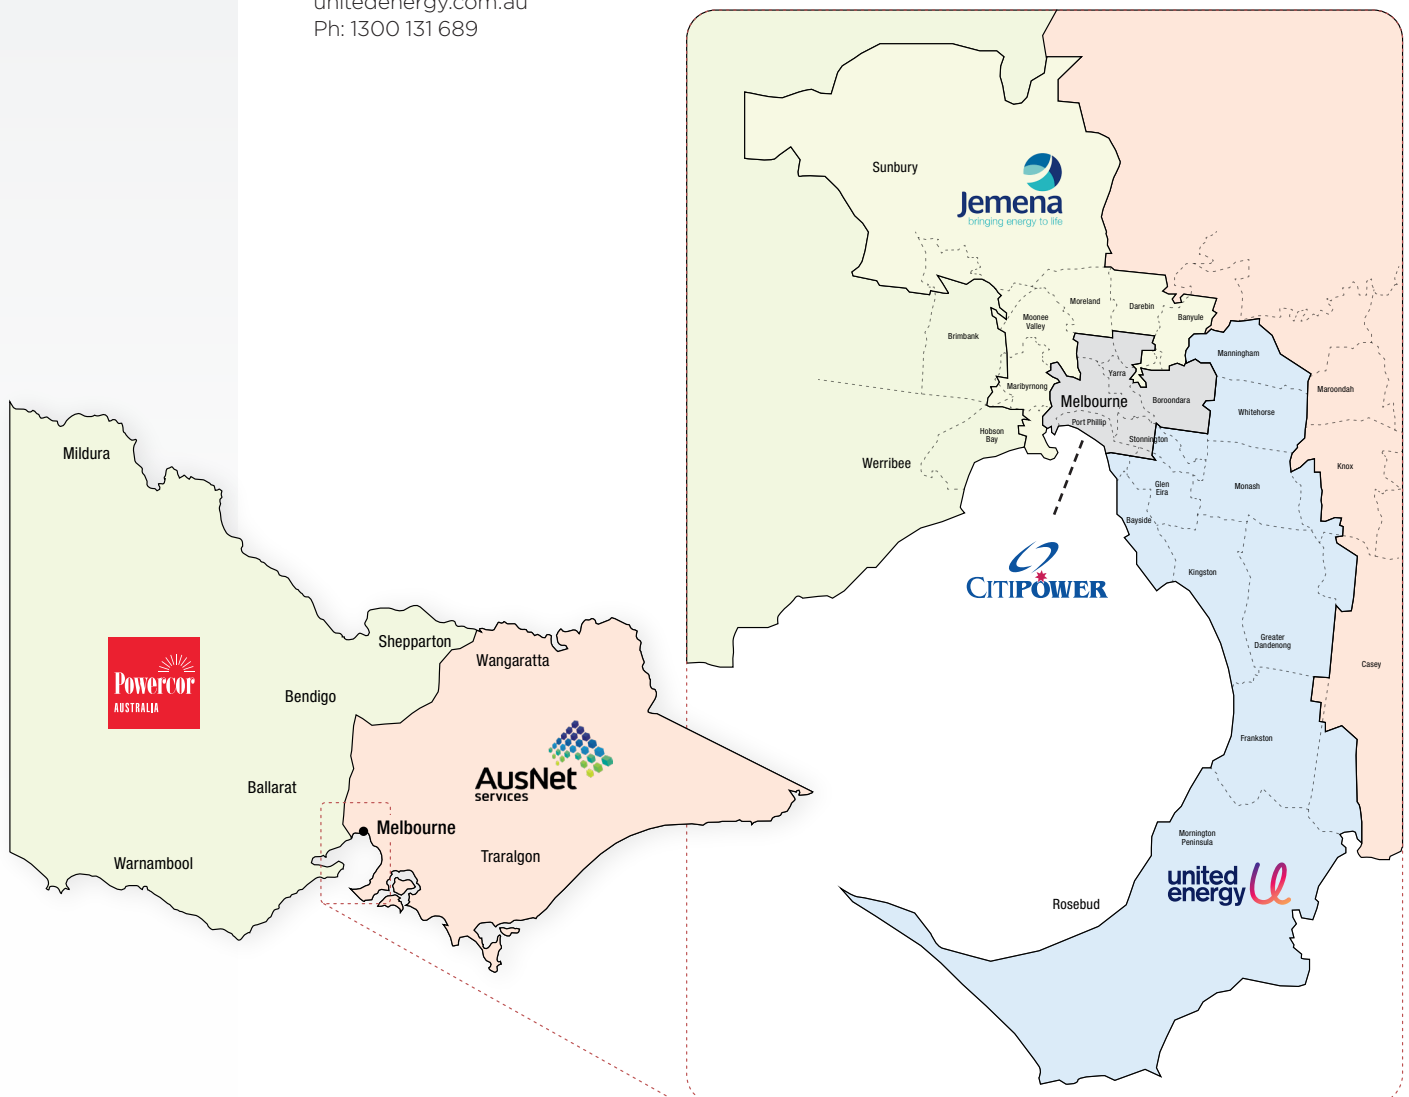 unitedenergy.com.au
Ph: 1300 131 689
Sunbury
Jemena
bringing energy to life
Moreland
Darebin
Banyule
Moonee
Valley
Brimbank
Manningham
Yarra
Maribyrnong
Maroondah
Melbourne
Boroondara
Whitehorse
Port Phillip
Hobson
Bay
Stonnington
Werribee
Knox
Glen
Eira
Monash
Bayside
CITIPOWER
Kingston
Greater
Dandenong
Casey
Frankston
Mornington
Peninsula
united
energy
Rosebud
Mildura
Shepparton
Wangaratta
Powercor
AUSTRALIA
Bendigo
AusNet
services
Ballarat
Melbourne
Traralgon
Warnambool